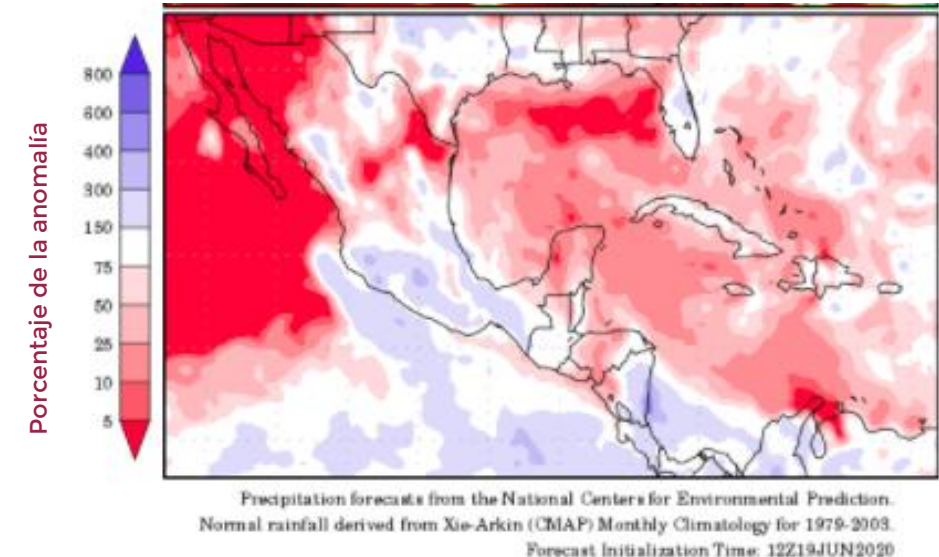 Porcentaje de la anomalía
800
600
400
300
150
75
50
25
10
5
Precipitation forecasts from the National Centers for Environmental Prediction.
Normal rainfall derived from Xie-Arkin (CMAP) Monthly Climatology for 1979-2003.
Forecast Initialization Time: 12Z19JUN2020